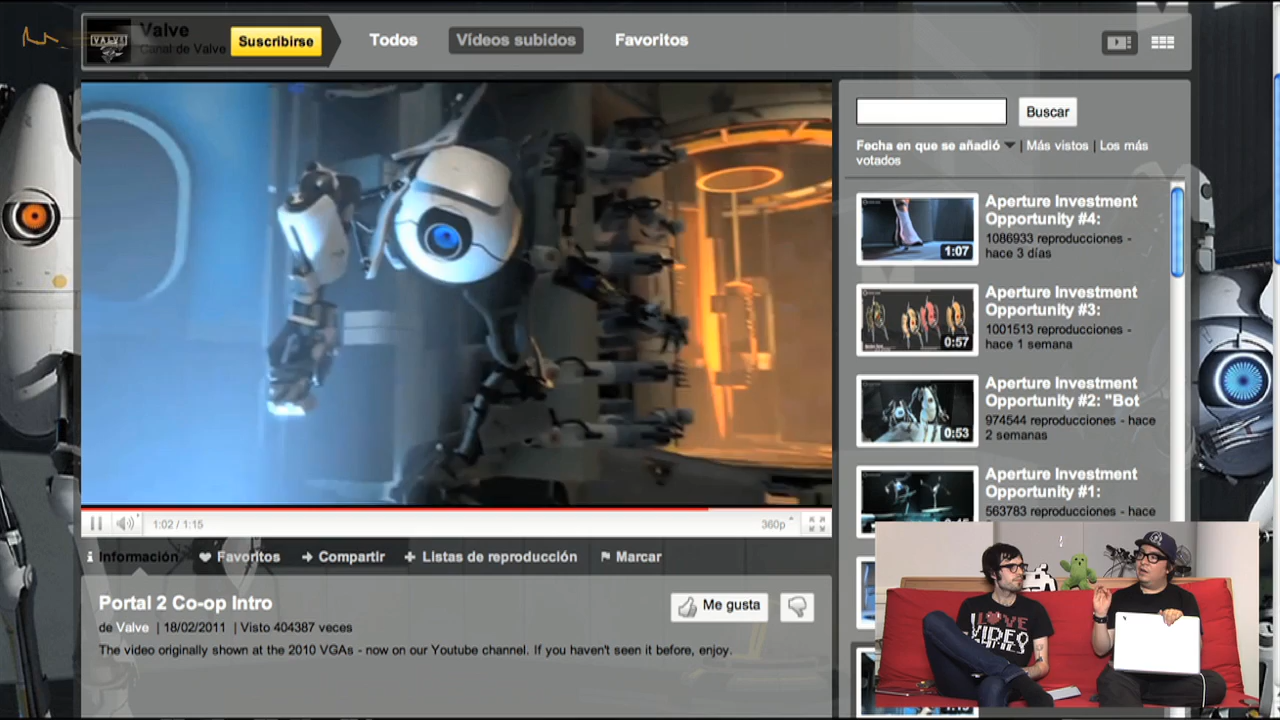 Valve
Canal de Valve
VALVE
Suscribirse
Todos
Vídeos subidos
Favoritos
Buscar
Fecha en que se añadió | Más vistos | Los más
votados
Aperture Investment
Opportunity #4:
1086933 reproducciones -
hace 3 días
1:07
Aperture Investment
Opportunity #3:
1001513 reproducciones -
hace 1 semana
0:57
Aperture Investment
Opportunity #2: "Bot
974544 reproducciones - hace
2 semanas
0:53
Aperture Investment
Opportunity #1:
563783 reproducciones - hace
1:02 / 1:15
360p
Información
Favoritos
Compartir
Listas de reproducción
Marcar
Portal 2 Co-op Intro
de Valve | 18/02/2011 | Visto 404387 veces
Me gusta
The video originally shown at the 2010 VGAs - now on our Youtube channel. If you haven't seen it before, enjoy.
I LOVE
VIDEO
GAMES